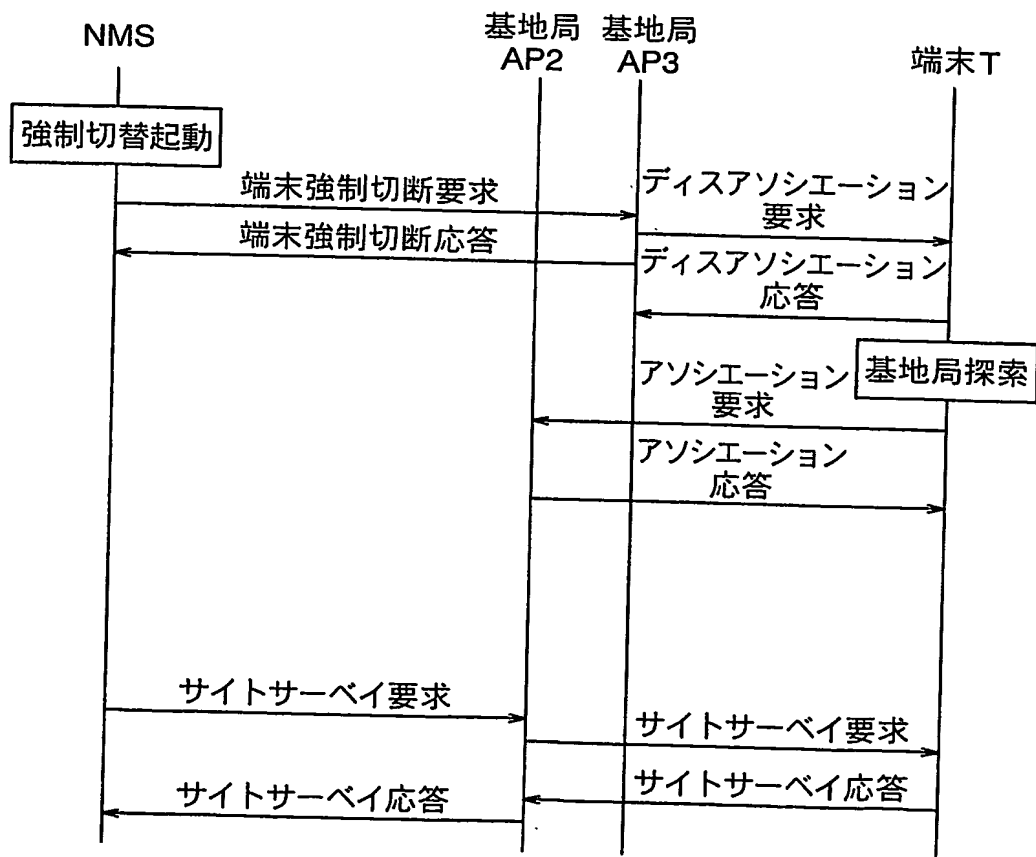 NMS
基地局
AP2
基地局
AP3
端末T
強制切替起動
端末強制切断要求
ディスアソシエーション
要求
端末強制切断応答
ディスアソシエーション
応答
基地局探索
アソシエーション
要求
アソシエーション
応答
サイトサーベイ要求
サイトサーベイ要求
サイトサーベイ応答
サイトサーベイ応答